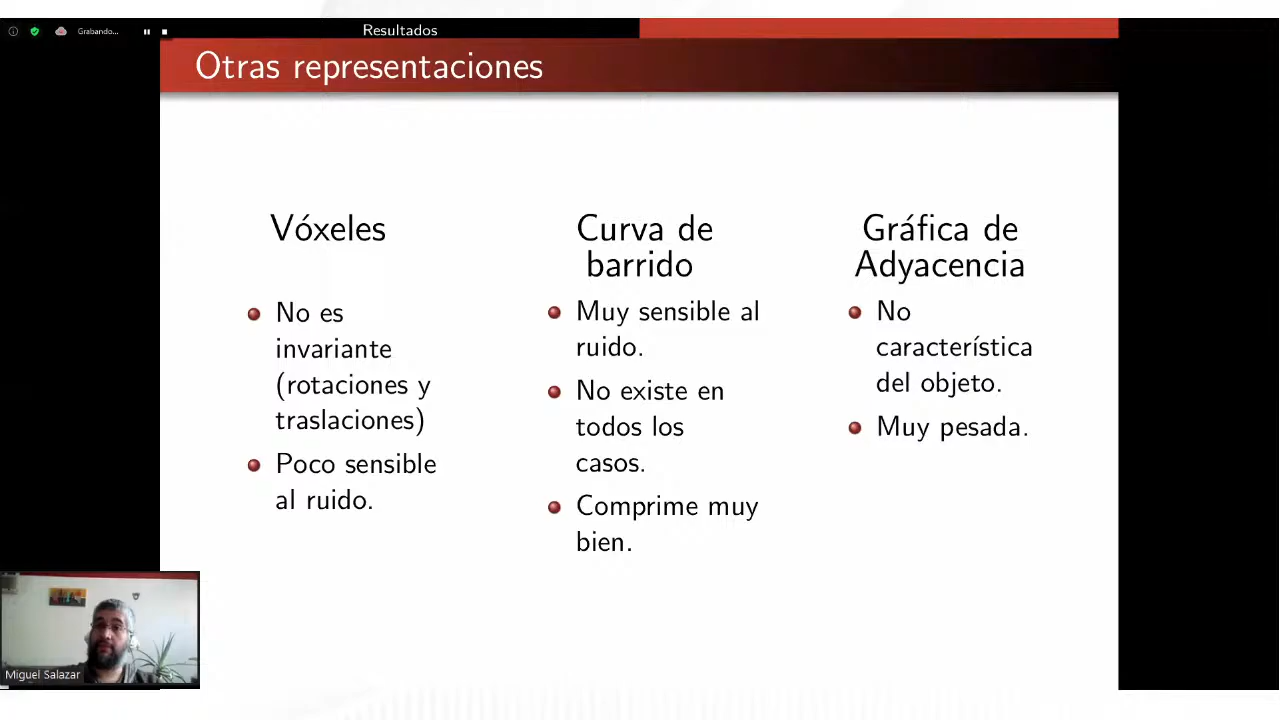 Grabando...
Resultados
Otras representaciones
Vóxeles
No es
invariante
(rotaciones y
traslaciones)
Poco sensible
al ruido.
Curva de
barrido
Muy sensible al
ruido.
No existe en
todos los
casos.
Comprime muy
bien.
Gráfica de
Adyacencia
No
característica
del objeto.
Muy pesada.
Miguel Salazar